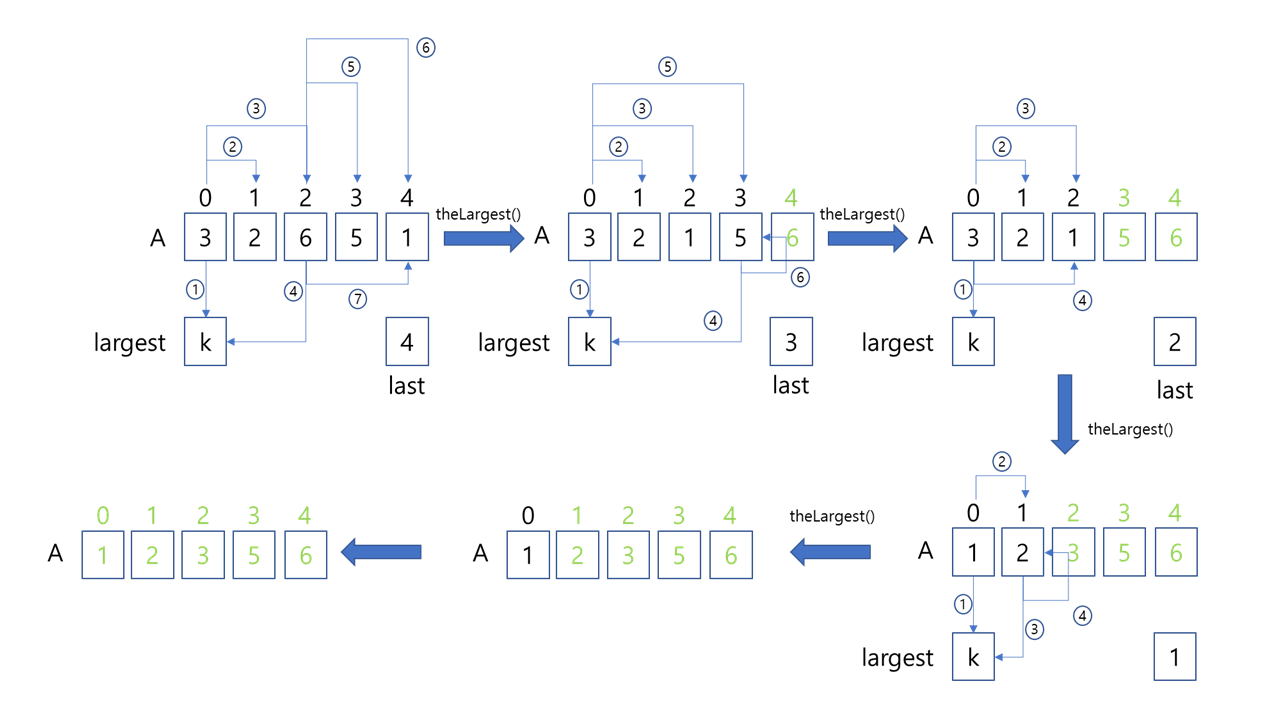 ⑥
⑤
③
②
0 1 2 3 4
A 3 2 6 5 1
① ④ ⑦
largest k 4
last
theLargest()
⑤
③
②
0 1 2 3 4
A 3 2 1 5 6
① ④ ⑥
largest k 3
last
theLargest()
③
②
0 1 2 3 4
A 3 2 1 5 6
① ④
largest k 2
last
theLargest()
②
0 1 2 3 4
A 1 2 3 5 6
① ③ ④
largest k 1
theLargest()
0 1 2 3 4
A 1 2 3 5 6
0 1 2 3 4
A 1 2 3 5 6